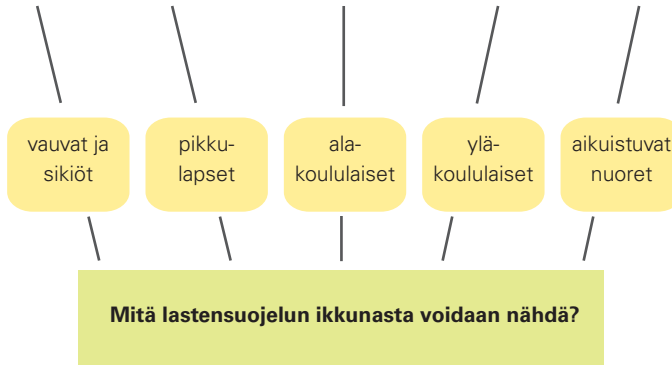 vauvat ja
sikiöt
pikku-
lapset
ala-
koululaiset
ylä-
koululaiset
aikuistuvat
nuoret
Mitä lastensuojelun ikkunasta voidaan nähdä?